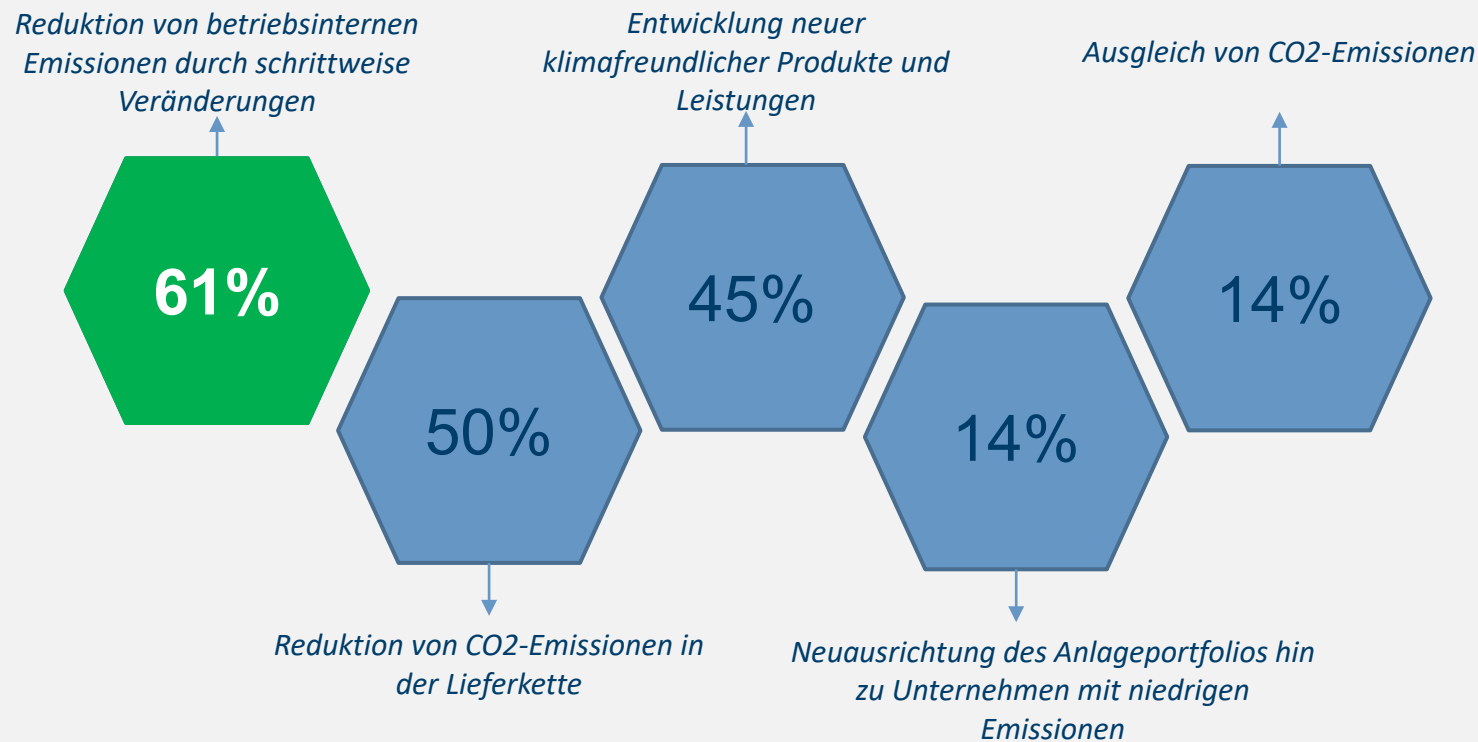 Reduktion von betriebsinternen
Emissionen durch schrittweise
Veränderungen
61%
50%
Reduktion von CO2-Emissionen in
der Lieferkette
Entwicklung neuer
klimafreundlicher Produkte und
Leistungen
45%
14%
Neuausrichtung des Anlageportfolios hin
zu Unternehmen mit niedrigen
Emissionen
Ausgleich von CO2-Emissionen
14%